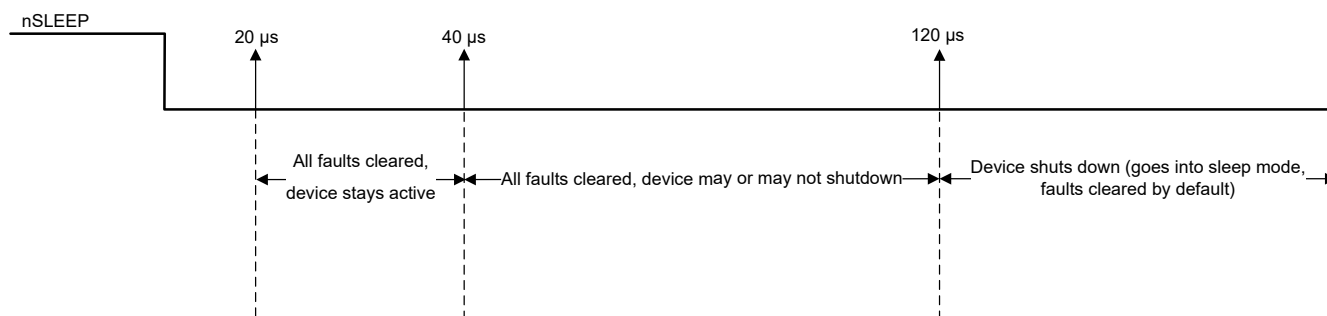 nSLEEP
20 µs
40 µs
120 µs
All faults cleared,
device stays active
All faults cleared, device may or may not shutdown
Device shuts down (goes into sleep mode,
faults cleared by default)